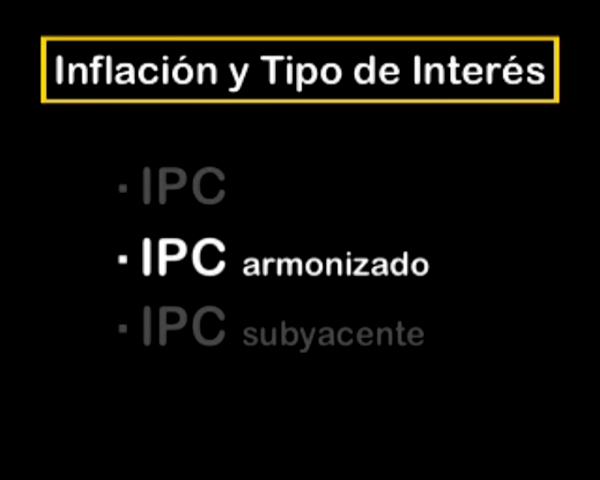 Inflación y Tipo de Interés
· IPC
· IPC armonizado
· IPC subyacente